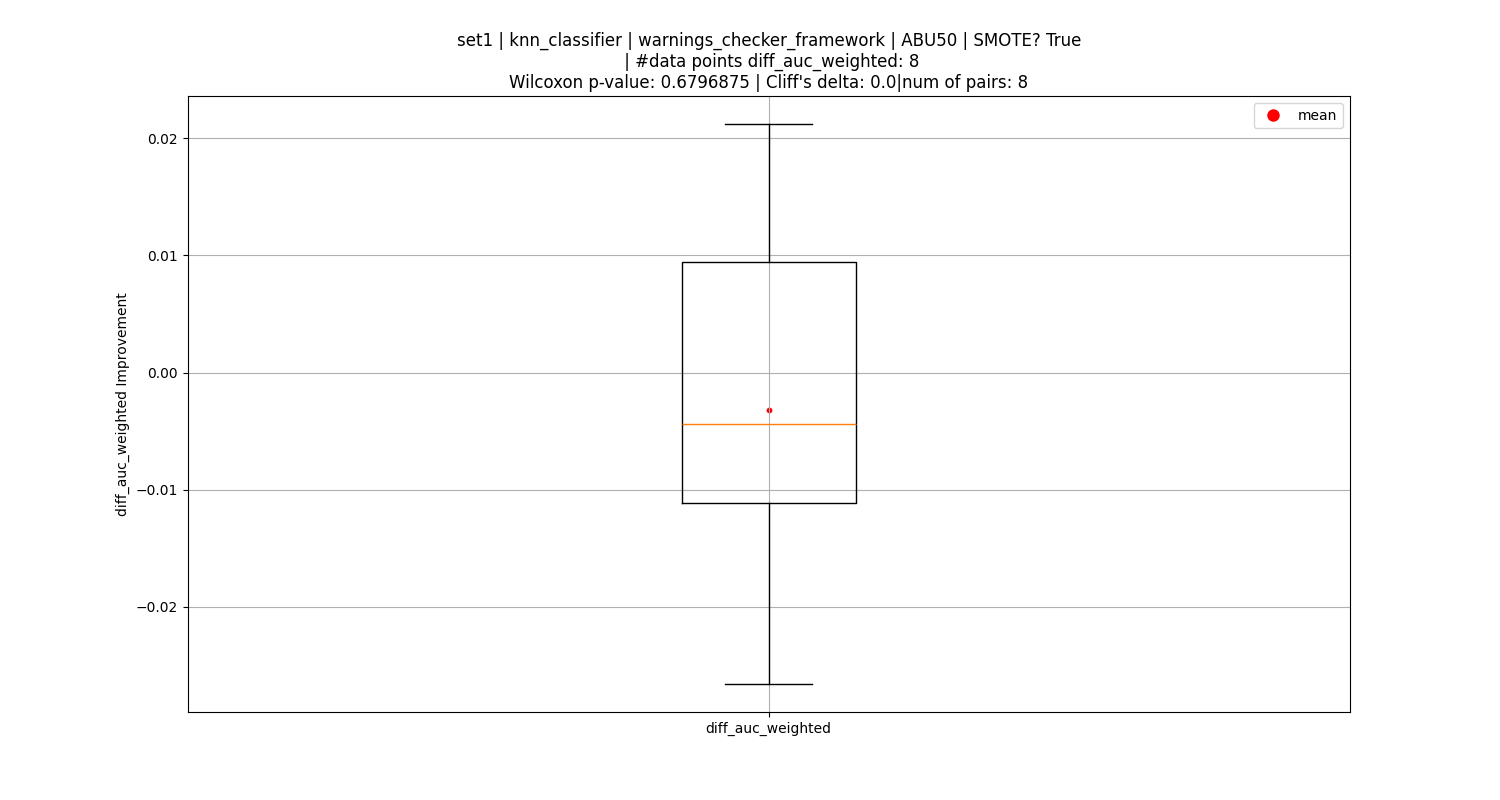 set1 | knn_classifier | warnings_checker_framework | ABU50 | SMOTE? True
| #data points diff_auc_weighted: 8
Wilcoxon p-value: 0.6796875 | Cliff's delta: 0.0|num of pairs: 8
mean
0.02
0.01
0.00
−0.01
−0.02
diff_auc_weighted Improvement
diff_auc_weighted